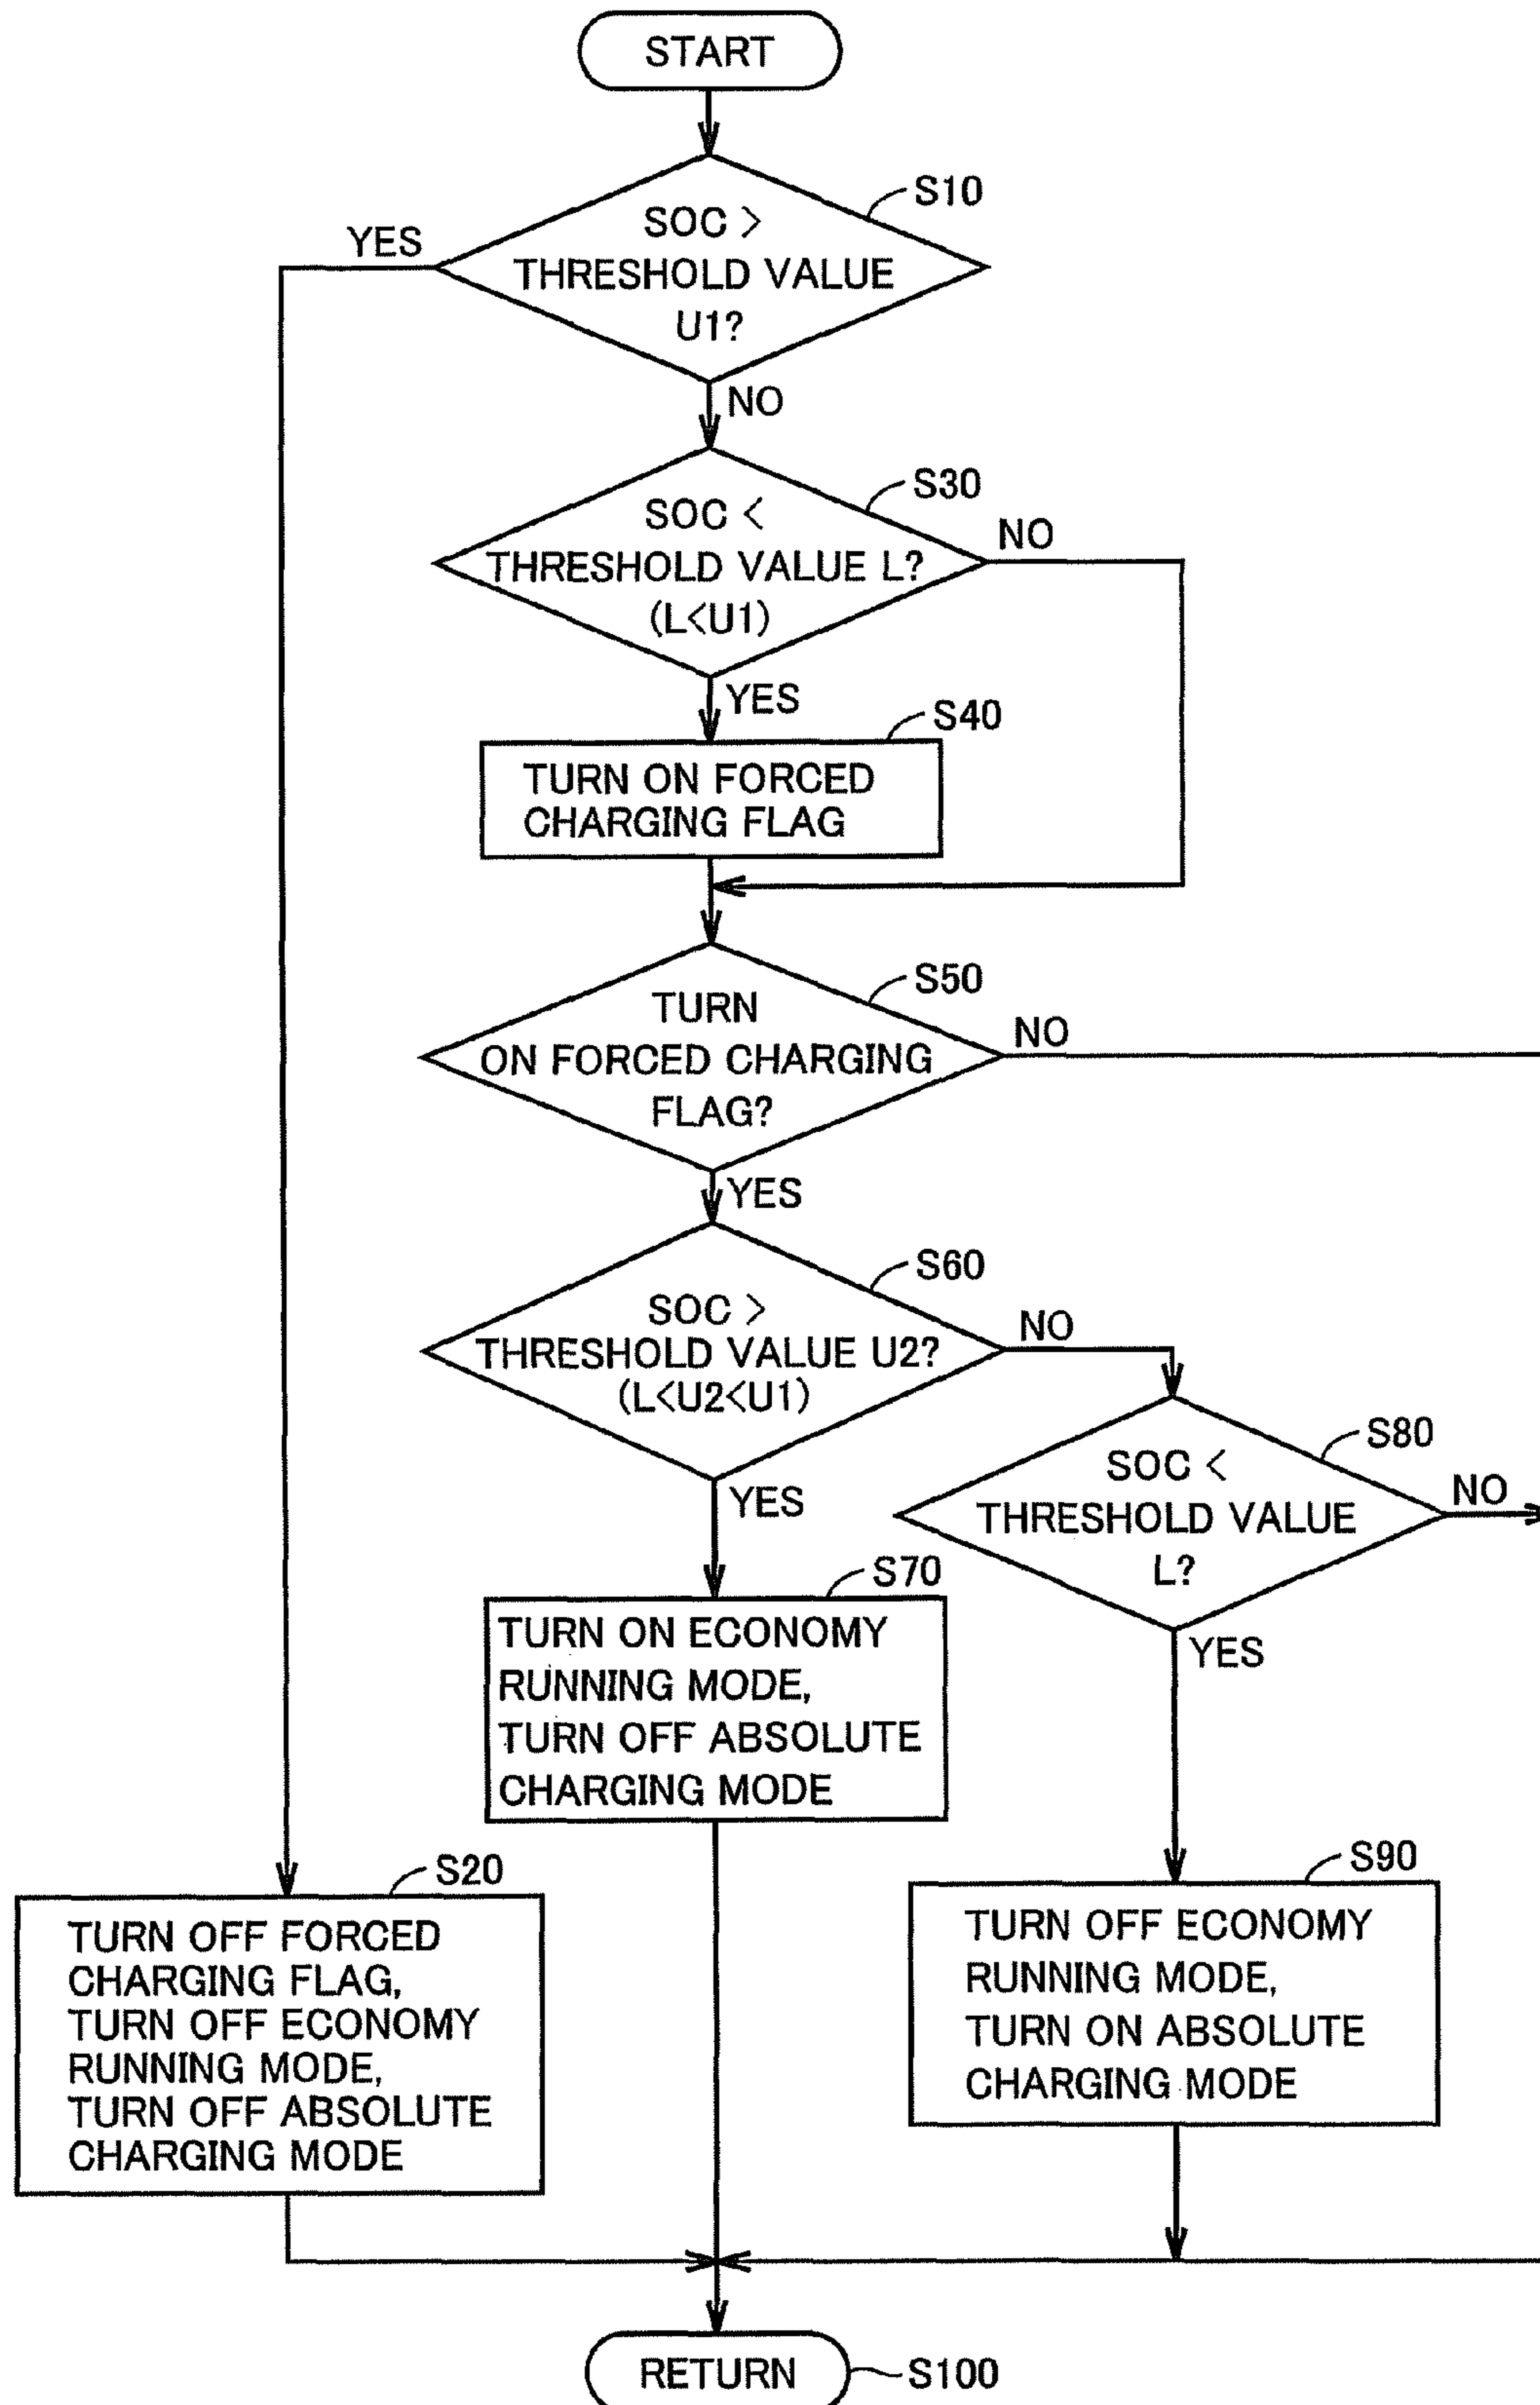 START
S10
SOC >
THRESHOLD VALUE
U1?
YES
NO
S30
SOC <
THRESHOLD VALUE L?
(L<U1)
NO
YES
S40
TURN ON FORCED
CHARGING FLAG
S50
TURN
ON FORCED CHARGING
FLAG?
NO
YES
S60
SOC >
THRESHOLD VALUE U2?
(L<U2<U1)
NO
YES
S80
SOC <
THRESHOLD VALUE
L?
NO
YES
S70
TURN ON ECONOMY
RUNNING MODE,
TURN OFF ABSOLUTE
CHARGING MODE
S20
TURN OFF FORCED
CHARGING FLAG,
TURN OFF ECONOMY
RUNNING MODE,
TURN OFF ABSOLUTE
CHARGING MODE
S90
TURN OFF ECONOMY
RUNNING MODE,
TURN ON ABSOLUTE
CHARGING MODE
RETURN
S100